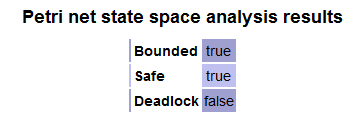 Petri net state space analysis results
Bounded true
Safe true
Deadlock false